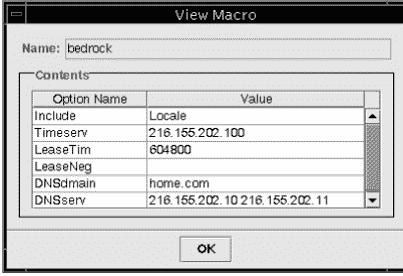 View Macro
Name: bedrock
Contents
Option Name Value
Include Locale
Timeserv 216.155.202.100
LeaseTim 604800
LeaseNeg
DNSdmain home.com
DNSserv 216.155.202.10 216.155.202.11
OK